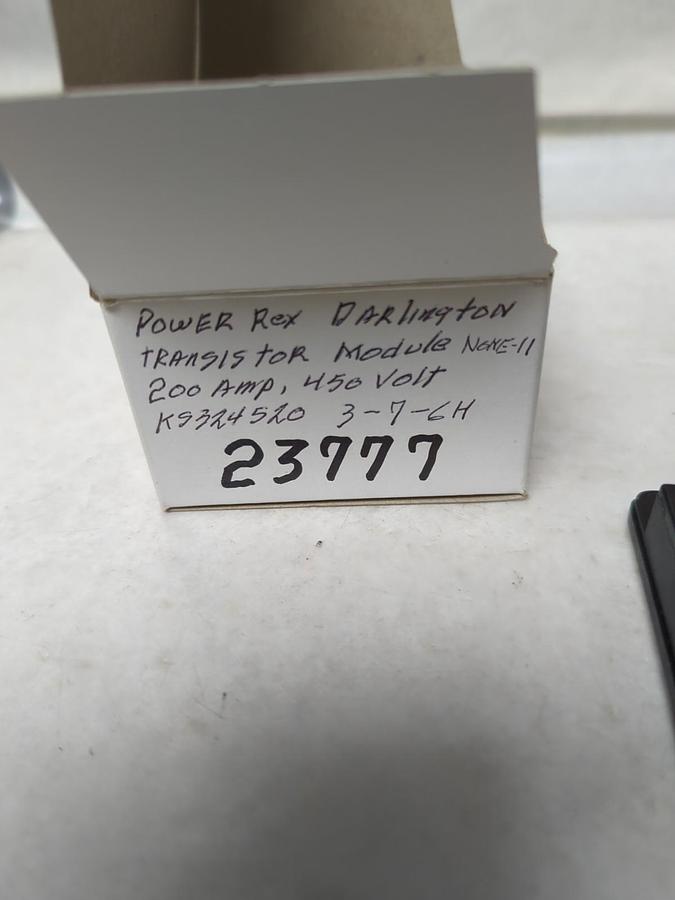 POWER Rex DARlingtON
TRANSISTOR Module NONE-11
200 Amp, 450 Volt
KS324520 3-7-6H
23777